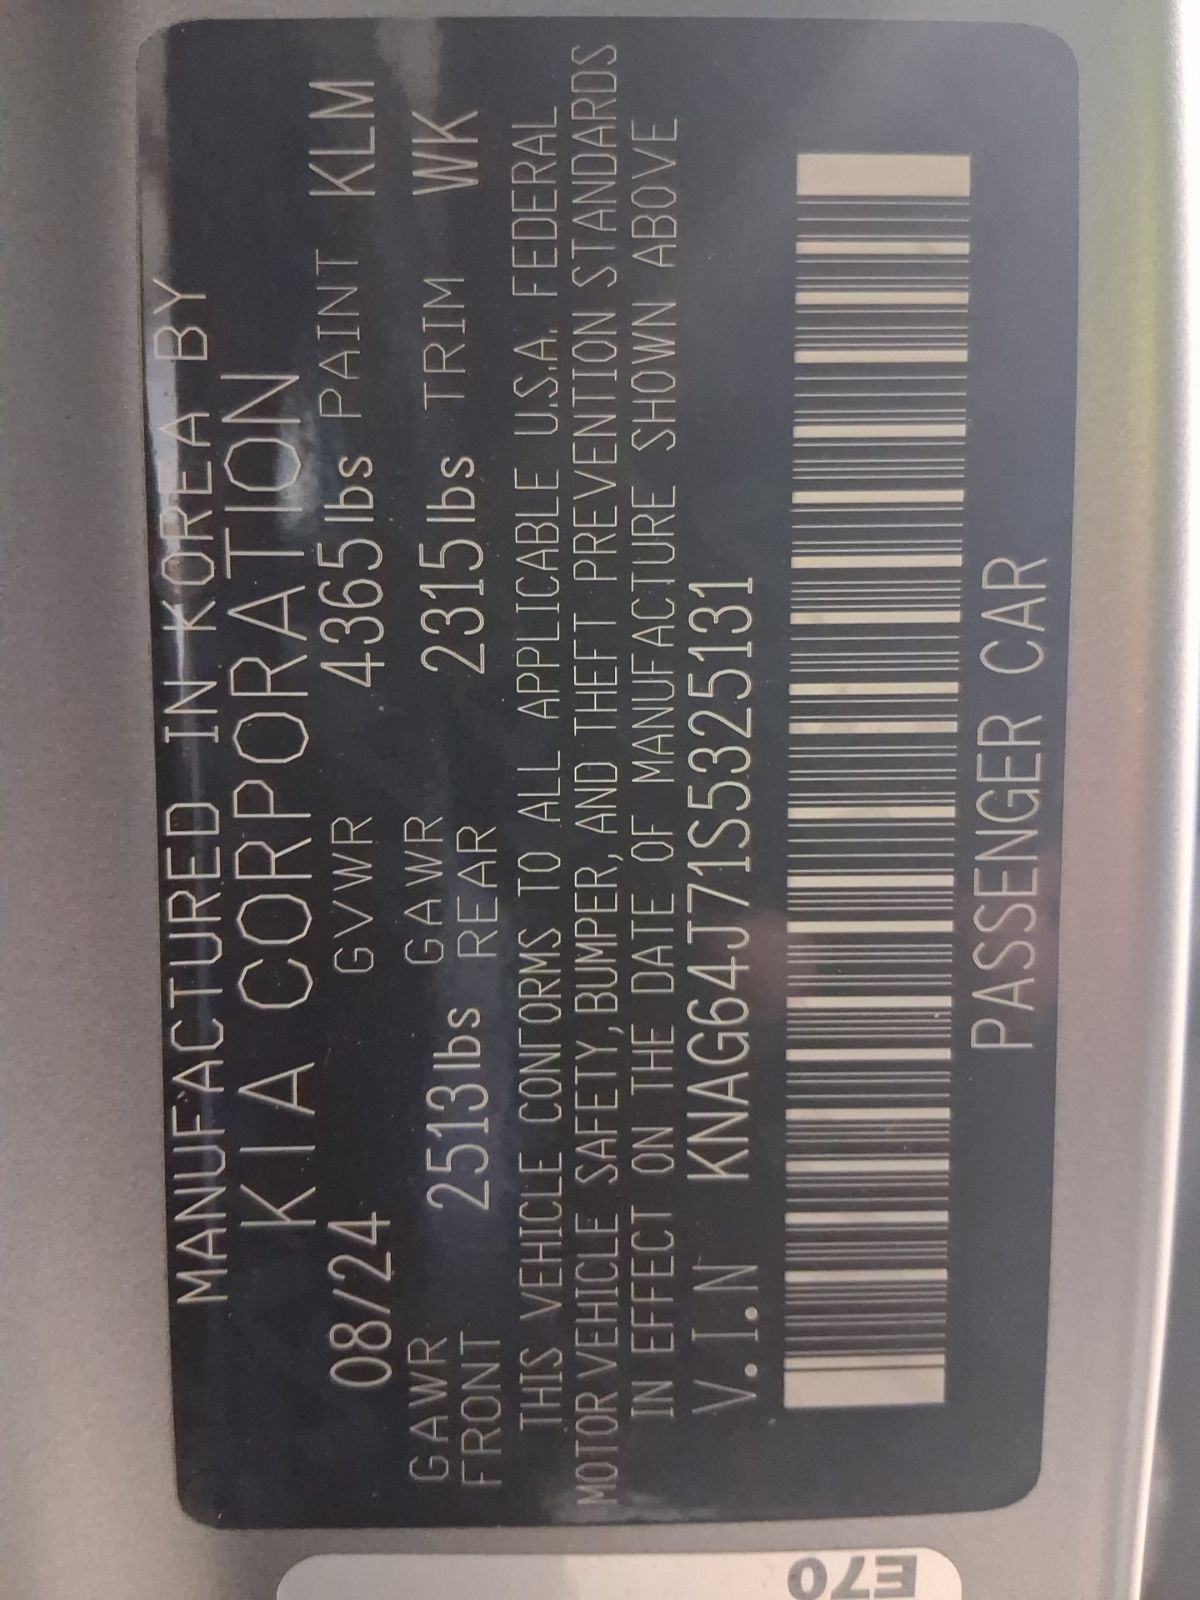 MANUFACTURED IN KOREA BY
KIA CORPORATION
08/24 GVWR 4365lbs PAINT KLM
GAWR FRONT 2513lbs GAWR REAR 2315lbs TRIM WK
THIS VEHICLE CONFORMS TO ALL APPLICABLE U.S.A. FEDERAL
MOTOR VEHICLE SAFETY, BUMPER, AND THEFT PREVENTION STANDARDS
IN EFFECT ON THE DATE OF MANUFACTURE SHOWN ABOVE
V.I.N KNAG64J71S5325131
PASSENGER CAR
E70